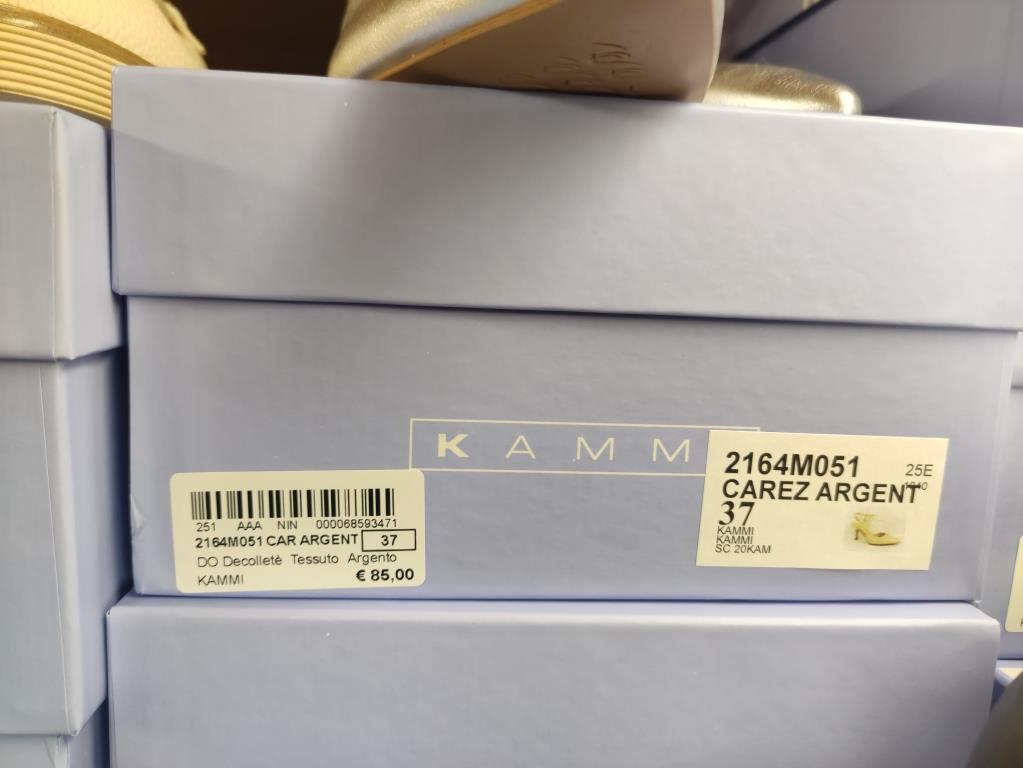 KAMM
251 AAA NIN 000068593471
2164M051 CAR ARGENT 37
DO Decolletè Tessuto Argento
KAMMI € 85,00
2164M051 25E
CAREZ ARGENT
37
KAMMI
KAMMI
SC 20KAM